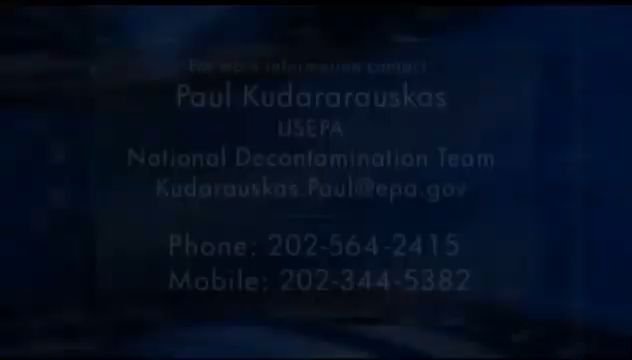 For more information contact
Paul Kudararauskas
USEPA
National Decontamination Team
Kudarauskas.Paul@epa.gov
Phone: 202-564-2415
Mobile: 202-344-5382